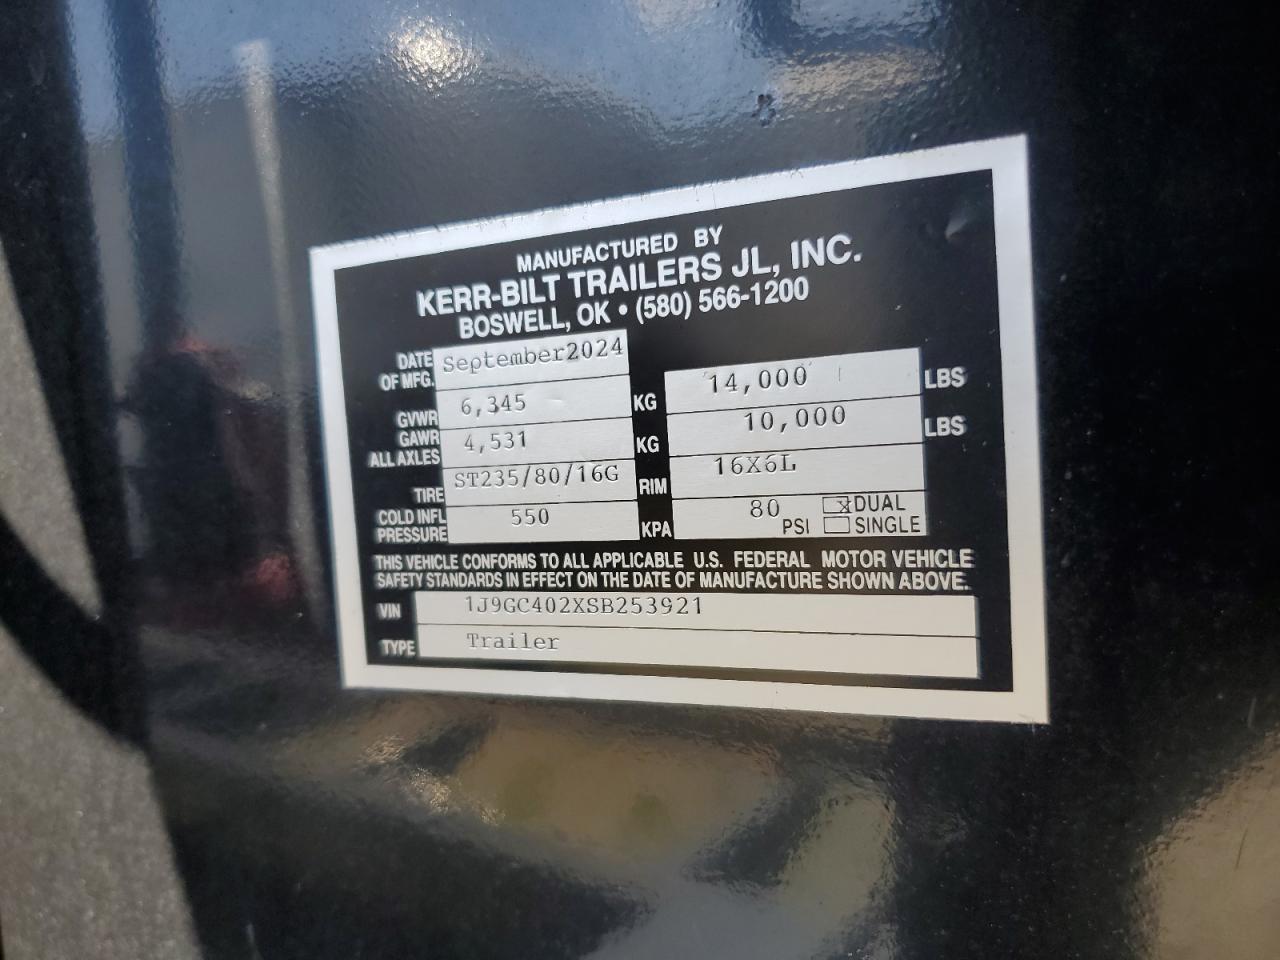 MANUFACTURED BY
KERR-BILT TRAILERS JL, INC.
BOSWELL, OK • (580) 566-1200
DATE OF MFG. September2024
GVWR 6,345 KG 14,000 LBS
GAWR ALL AXLES 4,531 KG 10,000 LBS
TIRE ST235/80/16G RIM 16X6L
COLD INFL PRESSURE 550 KPA 80 PSI X DUAL
SINGLE
THIS VEHICLE CONFORMS TO ALL APPLICABLE U.S. FEDERAL MOTOR VEHICLE
SAFETY STANDARDS IN EFFECT ON THE DATE OF MANUFACTURE SHOWN ABOVE.
VIN 1J9GC402XSB253921
TYPE Trailer